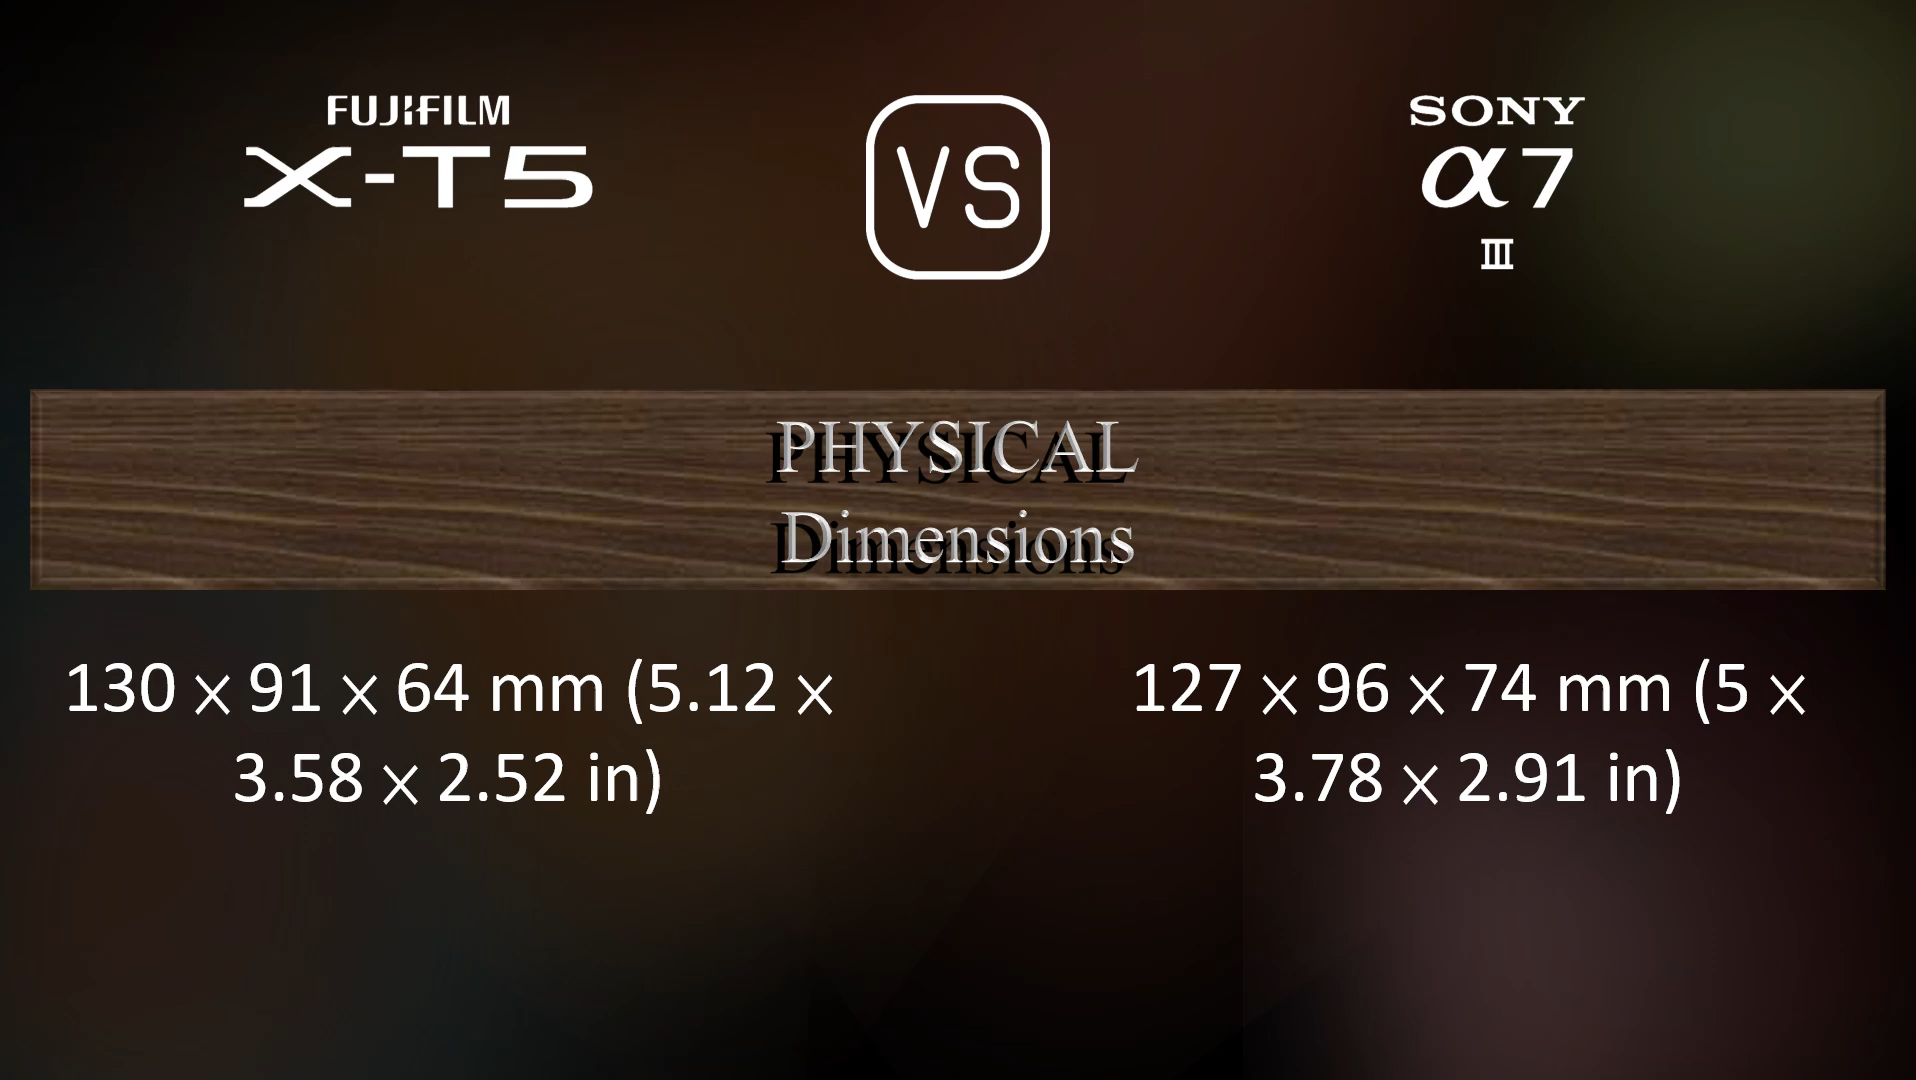 FUJIFILM
X-T5
VS
SONY
α7
III
PHYSICAL
Dimensions
130 x 91 x 64 mm (5.12 x
3.58 x 2.52 in)
127 x 96 x 74 mm (5 x
3.78 x 2.91 in)